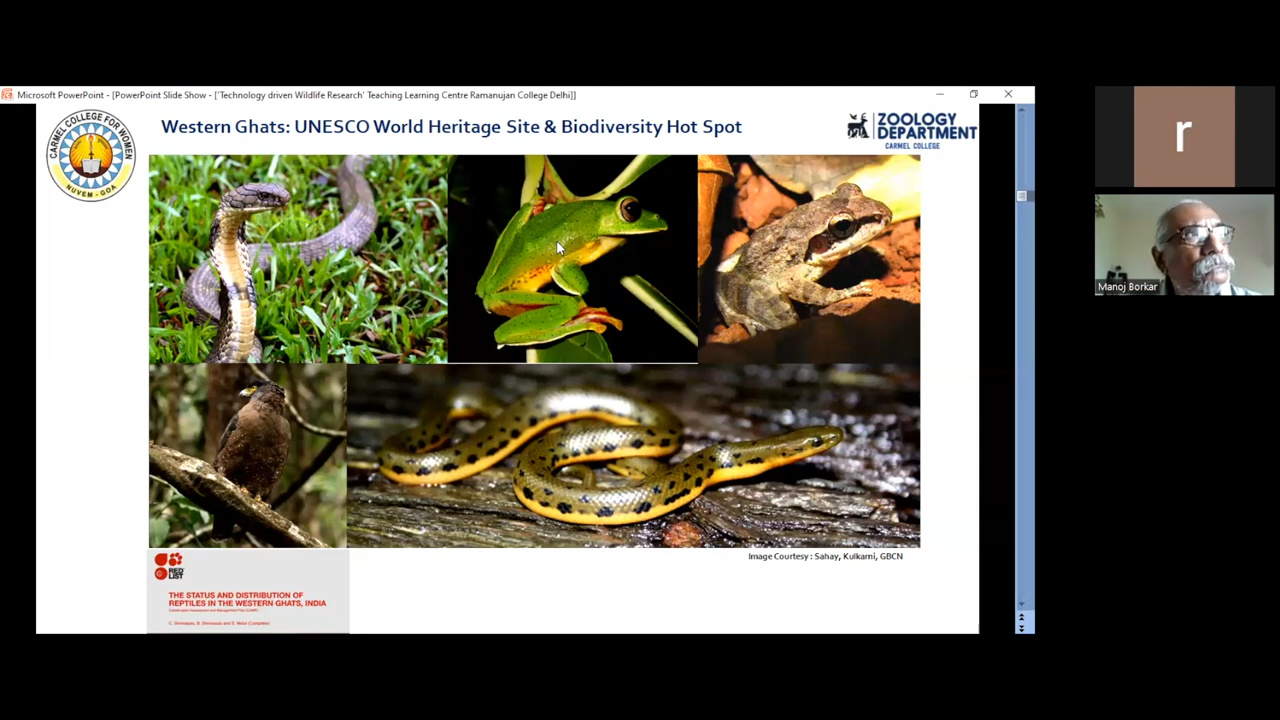 Microsoft PowerPoint - [PowerPoint Slide Show - ['Technology driven Wildlife Research' Teaching Learning Centre Ramanujan College Delhi]]
CARMEL COLLEGE FOR WOMEN
NUVEM - GOA
Western Ghats: UNESCO World Heritage Site & Biodiversity Hot Spot
ZOOLOGY
DEPARTMENT
CARMEL COLLEGE
r
Manoj Borkar
Image Courtesy : Sahay, Kulkarni, GBCN
RED
LIST
THE STATUS AND DISTRIBUTION OF
REPTILES IN THE WESTERN GHATS, INDIA